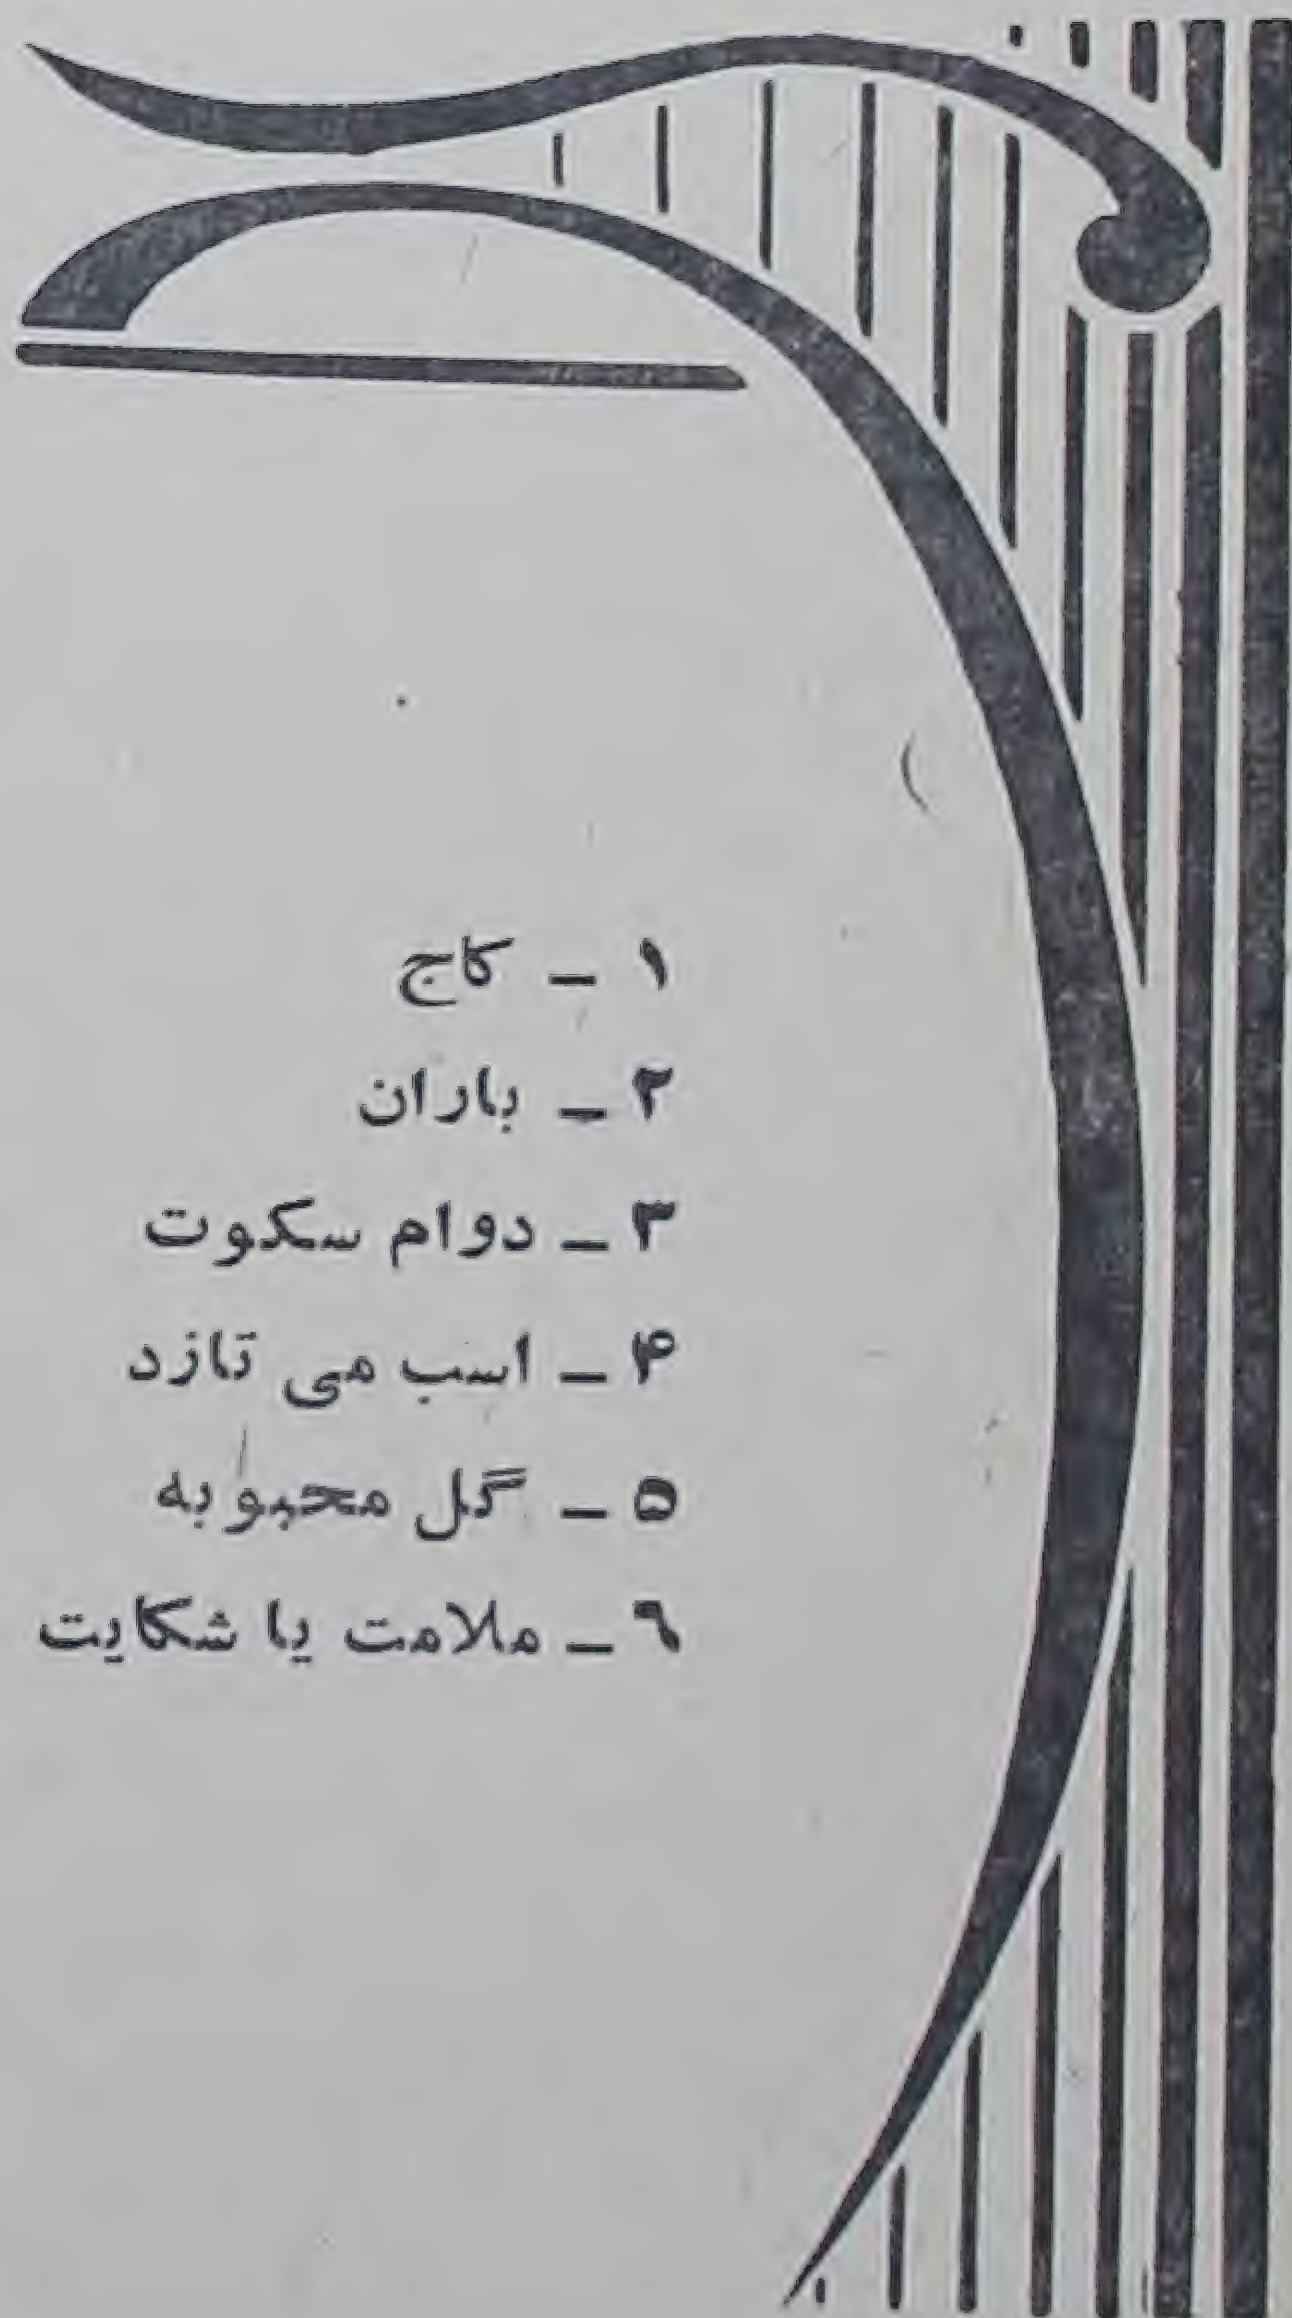 ۱ – کاج
۲ – باران
۳ – دوام سکوت
۴ – اسب می تازد
۵ – گل محبوبه
۶ – ملامت یا شکایت